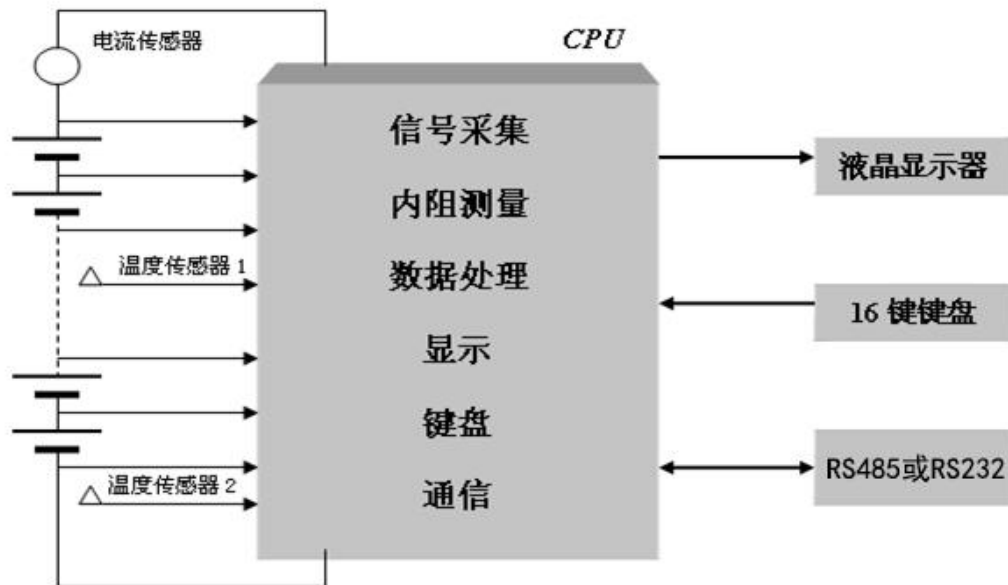 电流传感器
CPU
信号采集
液晶显示器
内阻测量
温度传感器 1
数据处理
16 键键盘
显示
键盘
RS485或RS232
温度传感器 2
通信